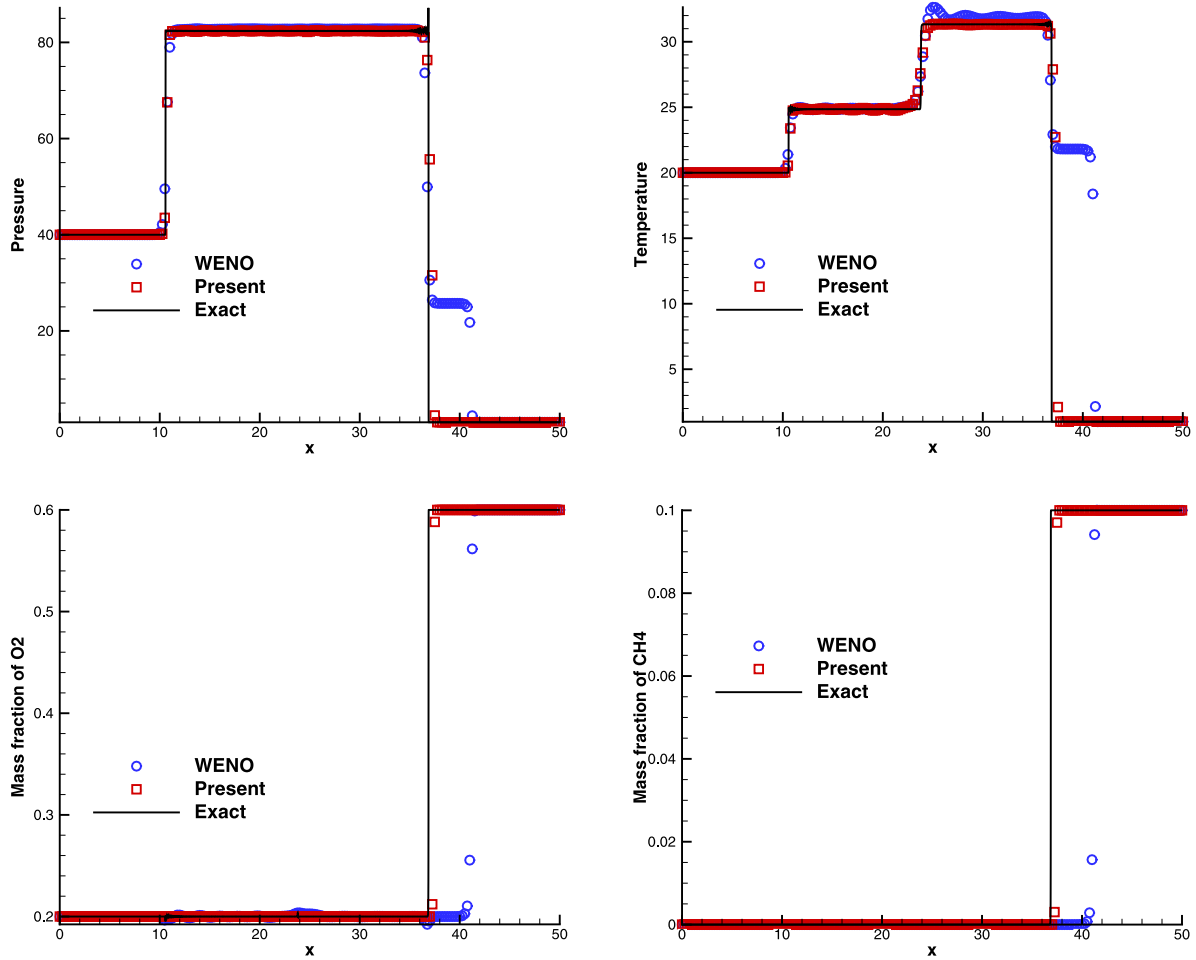 80
60
40
20
Pressure
WENO
Present
Exact
0 10 20 30 40 50
x
30
25
20
15
10
5
Temperature
WENO
Present
Exact
0 10 20 30 40 50
x
0.6
0.5
0.4
0.3
0.2
Mass fraction of O2
WENO
Present
Exact
0 10 20 30 40 50
x
0.1
0.08
0.06
0.04
0.02
0
Mass fraction of CH4
WENO
Present
Exact
0 10 20 30 40 50
x